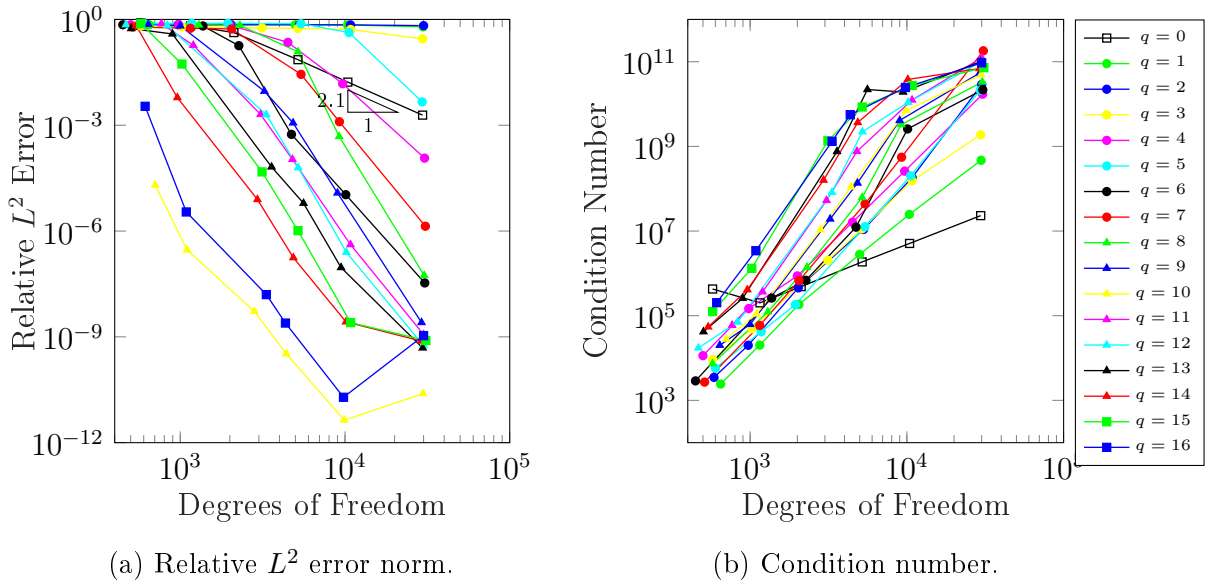 10^0
10^{-3}
10^{-6}
10^{-9}
10^{-12}
Relative L^2 Error
2.1
1
10^3
10^4
10^5
Degrees of Freedom
(a) Relative L^2 error norm.
10^{11}
10^9
10^7
10^5
10^3
Condition Number
10^3
10^4
Degrees of Freedom
(b) Condition number.
q = 0
q = 1
q = 2
q = 3
q = 4
q = 5
q = 6
q = 7
q = 8
q = 9
q = 10
q = 11
q = 12
q = 13
q = 14
q = 15
q = 16